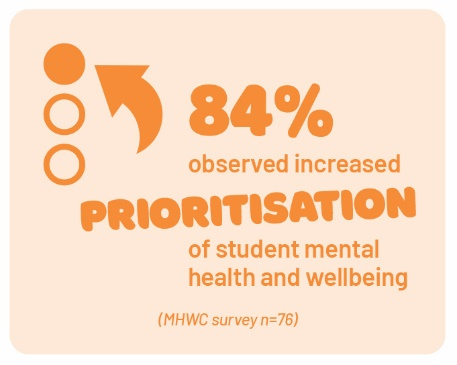 84%
observed increased
PRIORITISATION
of student mental
health and wellbeing
(MHWC survey n=76)